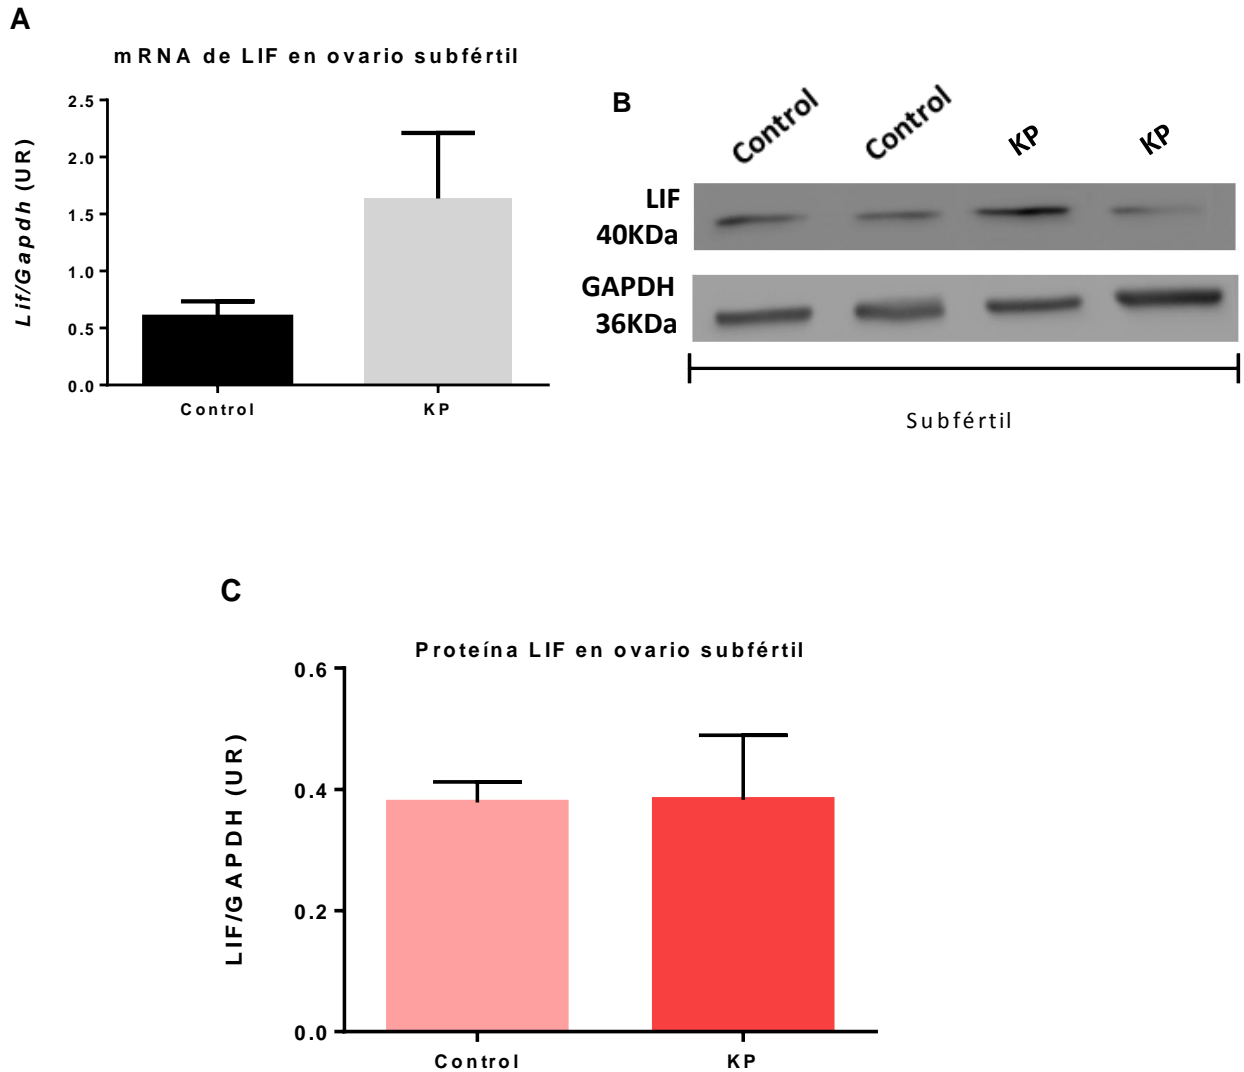 A
mRNA de LIF en ovario subfértil
Lif/Gapdh (UR)
2.5
2.0
1.5
1.0
0.5
0.0
Control
KP
B
Control
Control
KP
KP
LIF
40KDa
GAPDH
36KDa
Subfértil
C
Proteína LIF en ovario subfértil
LIF/GAPDH (UR)
0.6
0.4
0.2
0.0
Control
KP